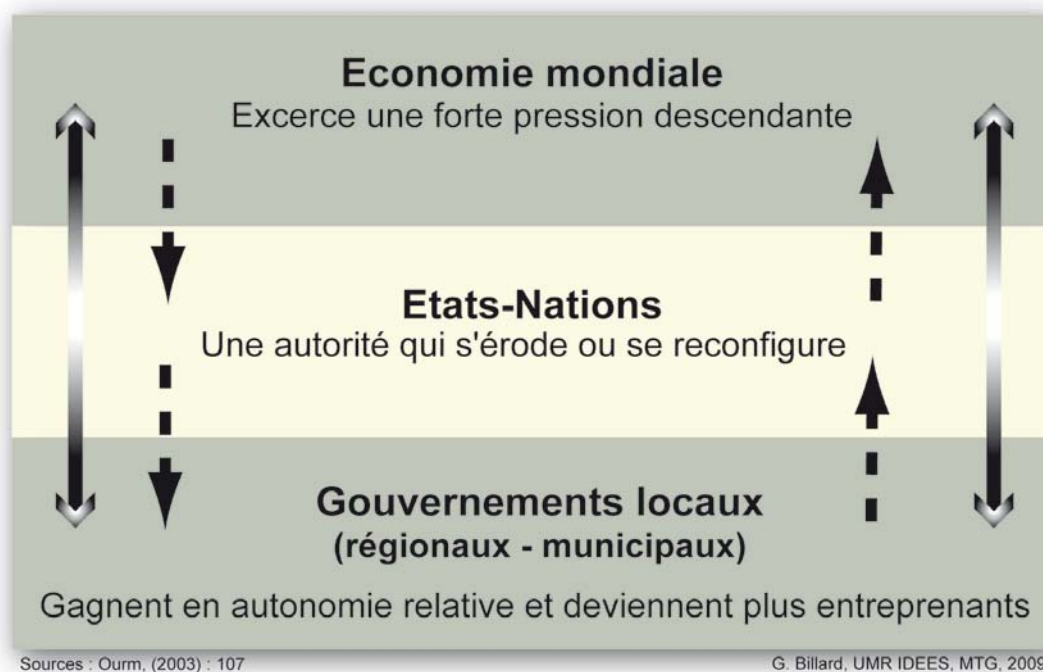 Economie mondiale
Excerce une forte pression descendante
Etats-Nations
Une autorité qui s'érode ou se reconfigure
Gouvernements locaux
(régionaux - municipaux)
Gagnent en autonomie relative et deviennent plus entreprenants
Sources : Ourm, (2003) : 107
G. Billard, UMR IDEES, MTG, 2009